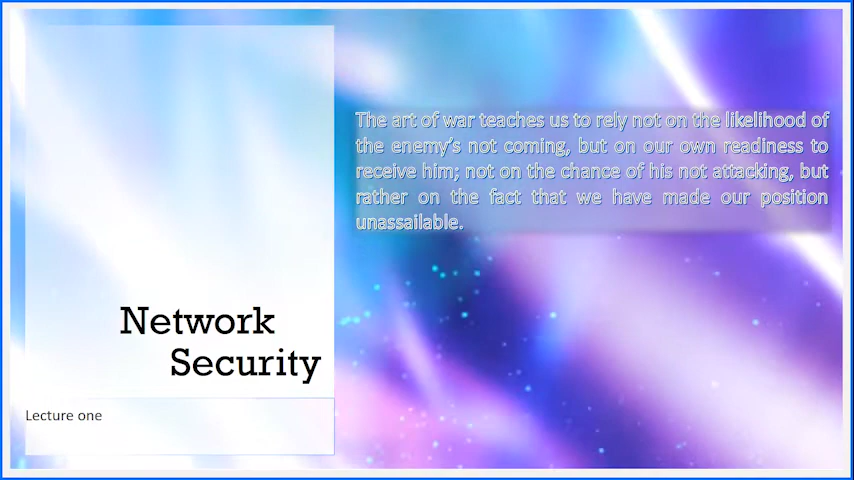 The art of war teaches us to rely not on the likelihood of
the enemy's not coming, but on our own readiness to
receive him; not on the chance of his not attacking, but
rather on the fact that we have made our position
unassailable.
Network
Security
Lecture one